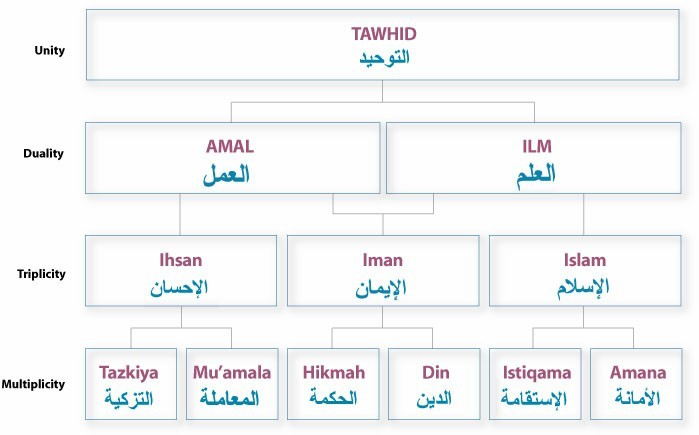 Unity
TAWHID
التوحيد
Duality
AMAL
العمل
ILM
العلم
Triplicity
Ihsan
الإحسان
Iman
الإيمان
Islam
الإسلام
Multiplicity
Tazkiya
التزكية
Mu’amala
المعاملة
Hikmah
الحكمة
Din
الدين
Istiqama
الإستقامة
Amana
الأمانة